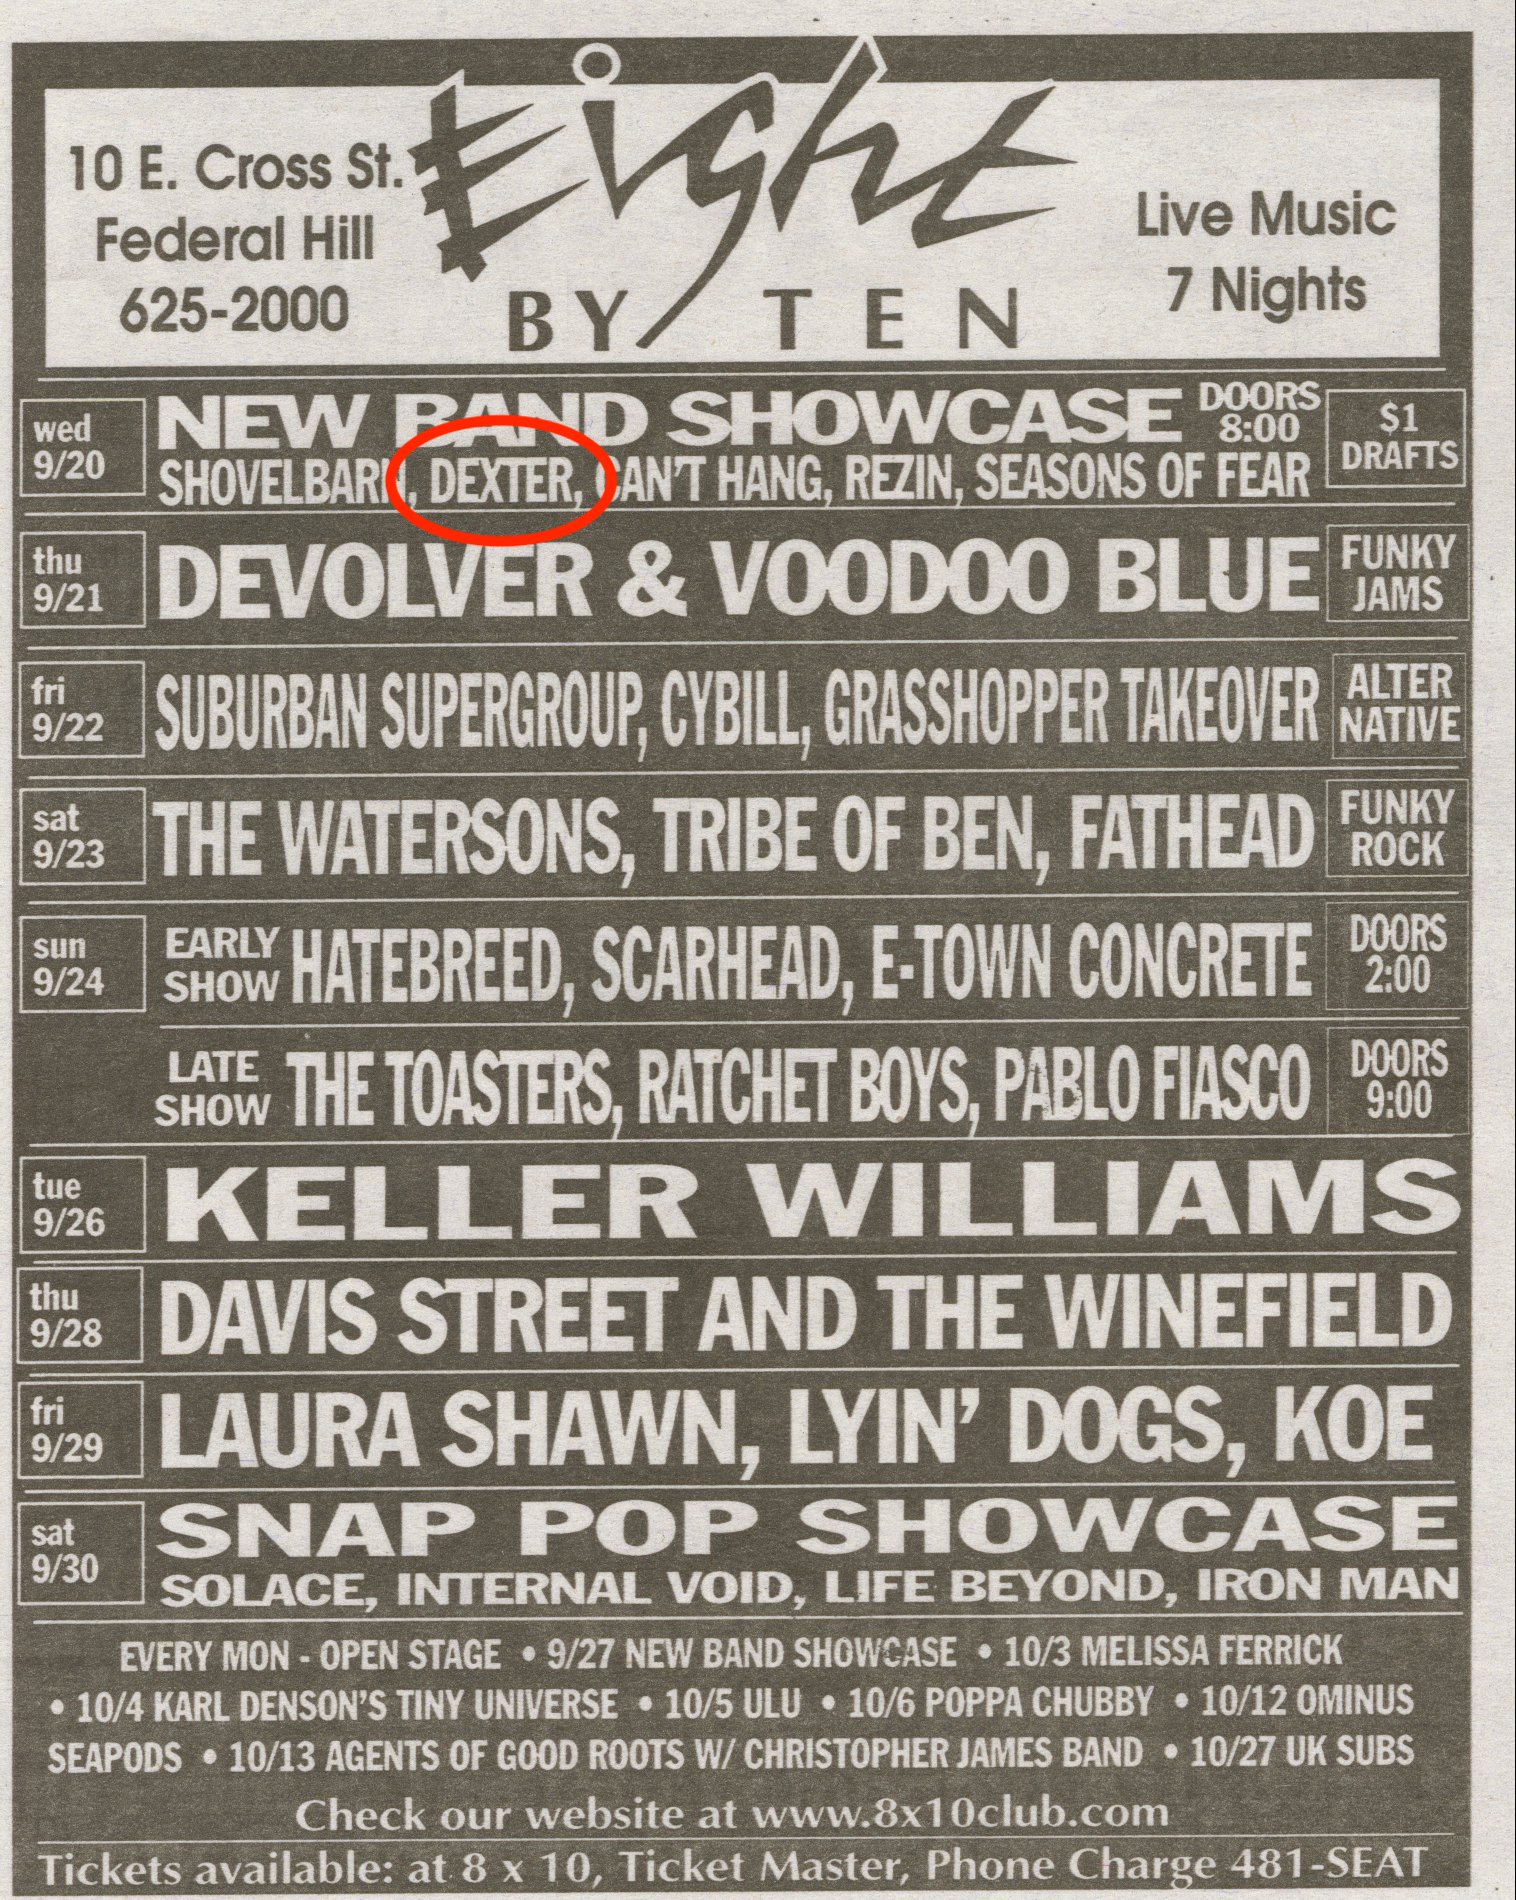 10 E. Cross St.
Federal Hill
625-2000
Eight
BY TEN
Live Music
7 Nights
wed
9/20
NEW BAND SHOWCASE
DOORS
8:00
$1
DRAFTS
SHOVELBARN, DEXTER, CAN'T HANG, REZIN, SEASONS OF FEAR
thu
9/21
DEVOLVER & VOODOO BLUE
FUNKY
JAMS
fri
9/22
SUBURBAN SUPERGROUP, CYBILL, GRASSHOPPER TAKEOVER
ALTER
NATIVE
sat
9/23
THE WATERSONS, TRIBE OF BEN, FATHEAD
FUNKY
ROCK
sun
9/24
EARLY
SHOW
HATEBREED, SCARHEAD, E-TOWN CONCRETE
DOORS
2:00
LATE
SHOW
THE TOASTERS, RATCHET BOYS, PABLO FIASCO
DOORS
9:00
tue
9/26
KELLER WILLIAMS
thu
9/28
DAVIS STREET AND THE WINEFIELD
fri
9/29
LAURA SHAWN, LYIN' DOGS, KOE
sat
9/30
SNAP POP SHOWCASE
SOLACE, INTERNAL VOID, LIFE BEYOND, IRON MAN
EVERY MON - OPEN STAGE • 9/27 NEW BAND SHOWCASE • 10/3 MELISSA FERRICK
• 10/4 KARL DENSON'S TINY UNIVERSE • 10/5 ULU • 10/6 POPPA CHUBBY • 10/12 OMINUS
SEAPODS • 10/13 AGENTS OF GOOD ROOTS W/ CHRISTOPHER JAMES BAND • 10/27 UK SUBS
Check our website at www.8x10club.com
Tickets available: at 8 x 10, Ticket Master, Phone Charge 481-SEAT